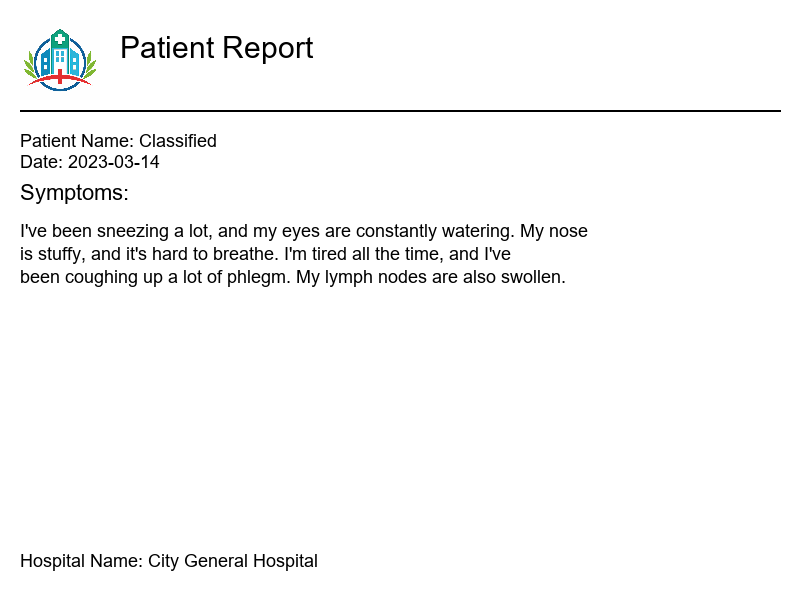 Patient Report
Patient Name: Classified
Date: 2023-03-14
Symptoms:
I've been sneezing a lot, and my eyes are constantly watering. My nose
is stuffy, and it's hard to breathe. I'm tired all the time, and I've
been coughing up a lot of phlegm. My lymph nodes are also swollen.
Hospital Name: City General Hospital